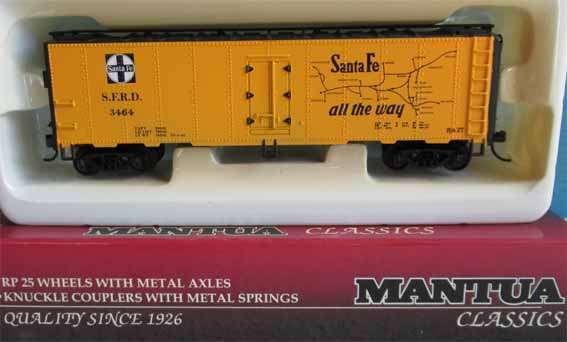 Santa Fe
S.F.R.D.
3464
Santa Fe
all the way
MANTUA CLASSICS
RP 25 WHEELS WITH METAL AXLES
KNUCKLE COUPLERS WITH METAL SPRINGS
QUALITY SINCE 1926
MANTUA
CLASSICS